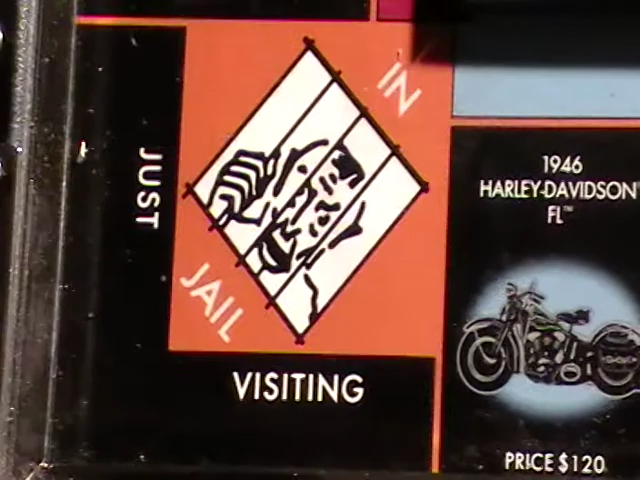 IN
JAIL
JUST
VISITING
1946
HARLEY-DAVIDSON
FL™
PRICE $120